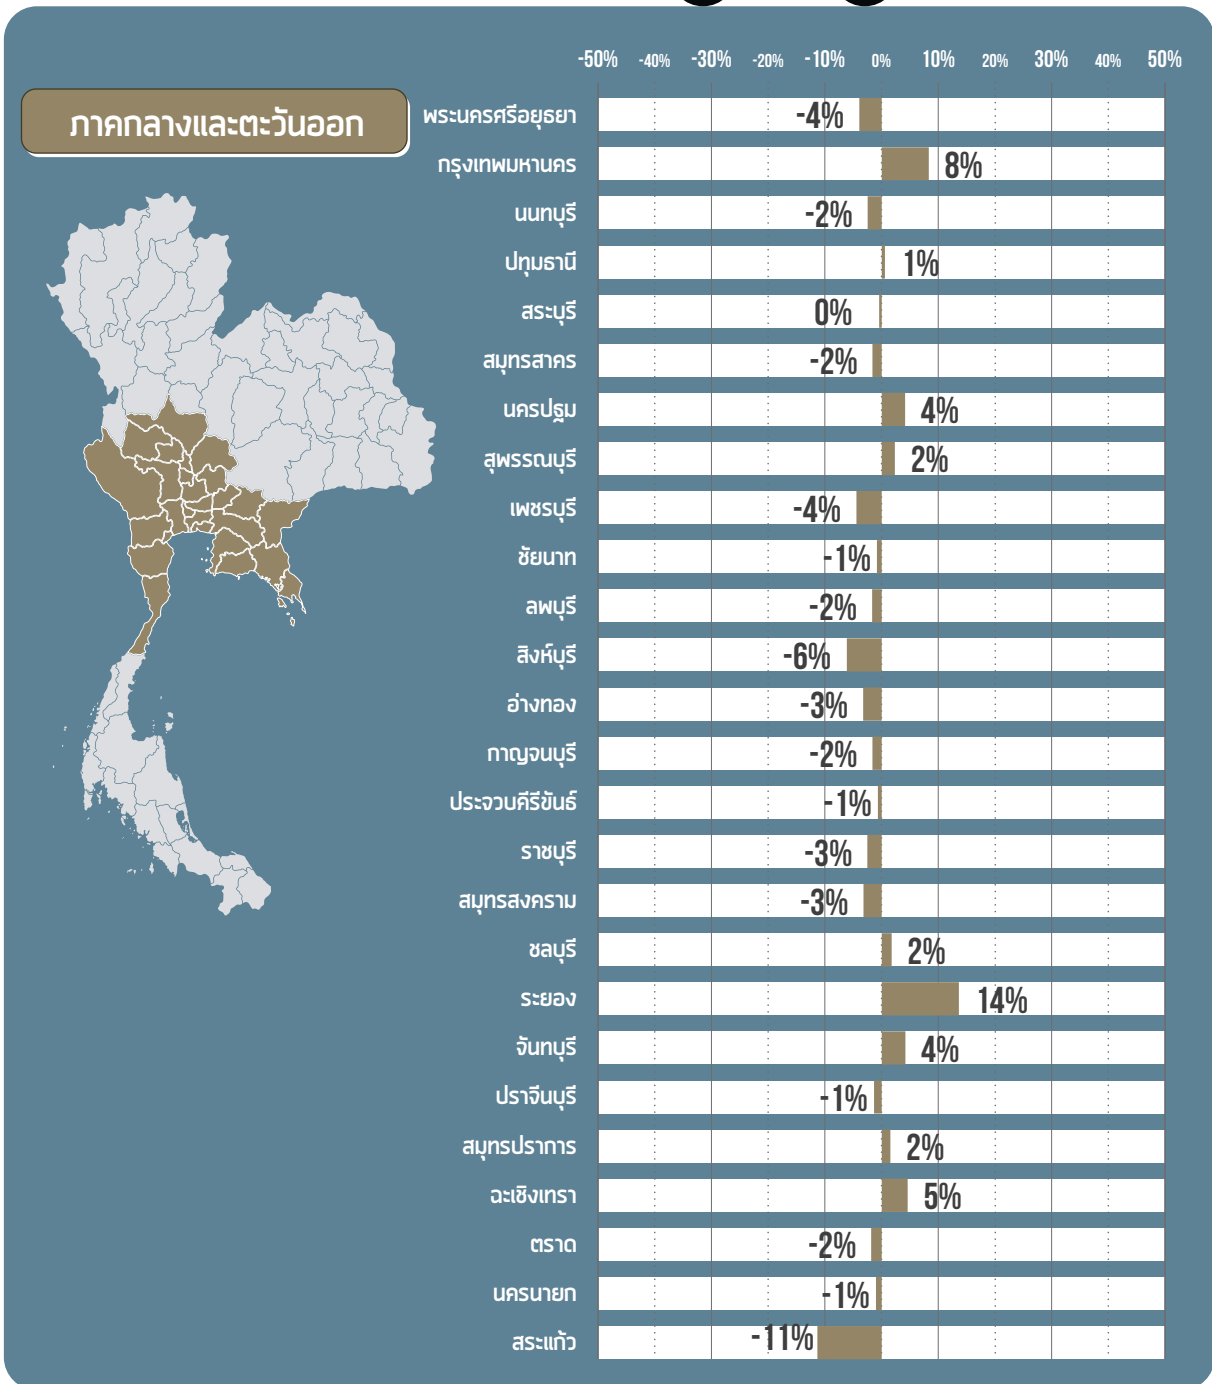 -50% -40% -30% -20% -10% 0% 10% 20% 30% 40% 50%
ภาคกลางและตะวันออก
พระนครศรีอยุธยา -4%
กรุงเทพมหานคร 8%
นนทบุรี -2%
ปทุมธานี 1%
สระบุรี 0%
สมุทรสาคร -2%
นครปฐม 4%
สุพรรณบุรี 2%
เพชรบุรี -4%
ชัยนาท -1%
ลพบุรี -2%
สิงห์บุรี -6%
อ่างทอง -3%
กาญจนบุรี -2%
ประจวบคีรีขันธ์ -1%
ราชบุรี -3%
สมุทรสงคราม -3%
ชลบุรี 2%
ระยอง 14%
จันทบุรี 4%
ปราจีนบุรี -1%
สมุทรปราการ 2%
ฉะเชิงเทรา 5%
ตราด -2%
นครนายก -1%
สระแก้ว -11%